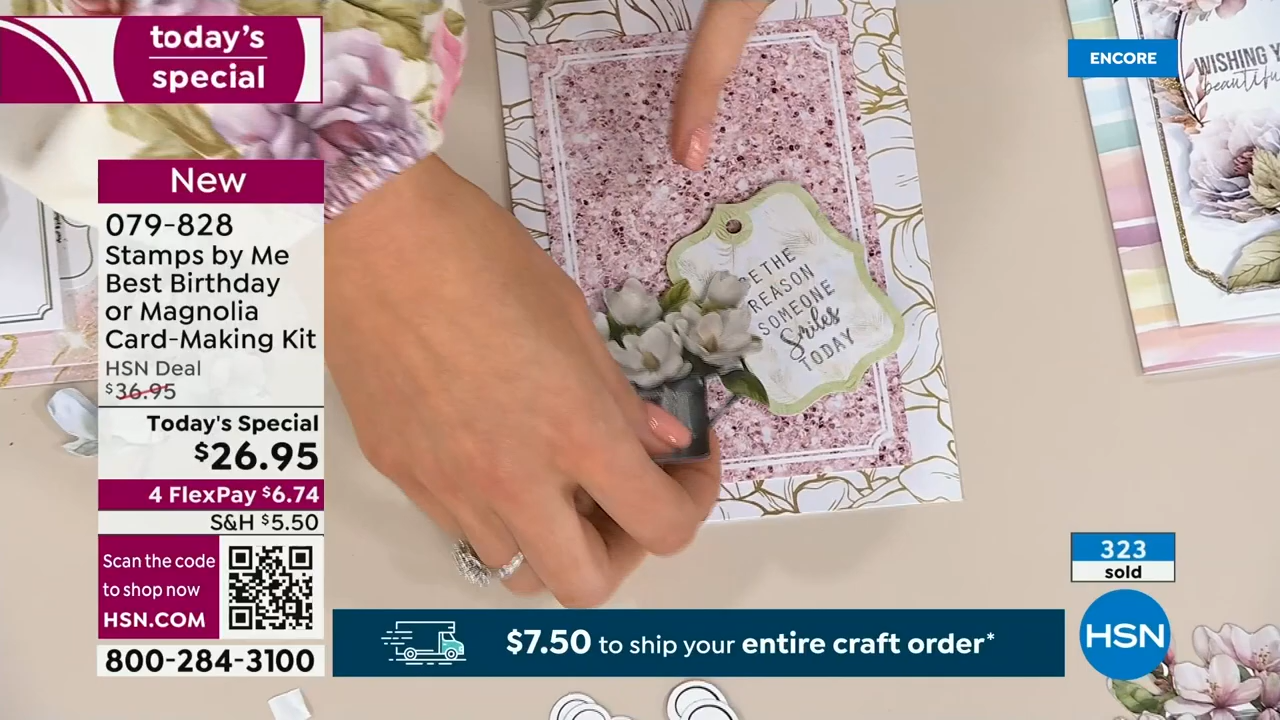 today's
special
New
079-828
Stamps by Me
Best Birthday
or Magnolia
Card-Making Kit
HSN Deal
$36.95
Today's Special
$26.95
4 FlexPay $6.74
S&H $5.50
Scan the code
to shop now
HSN.COM
800-284-3100
BE THE
REASON
SOMEONE
Smiles
TODAY
ENCORE
WISHING
beautiful
323
sold
HSN
$7.50 to ship your entire craft order*